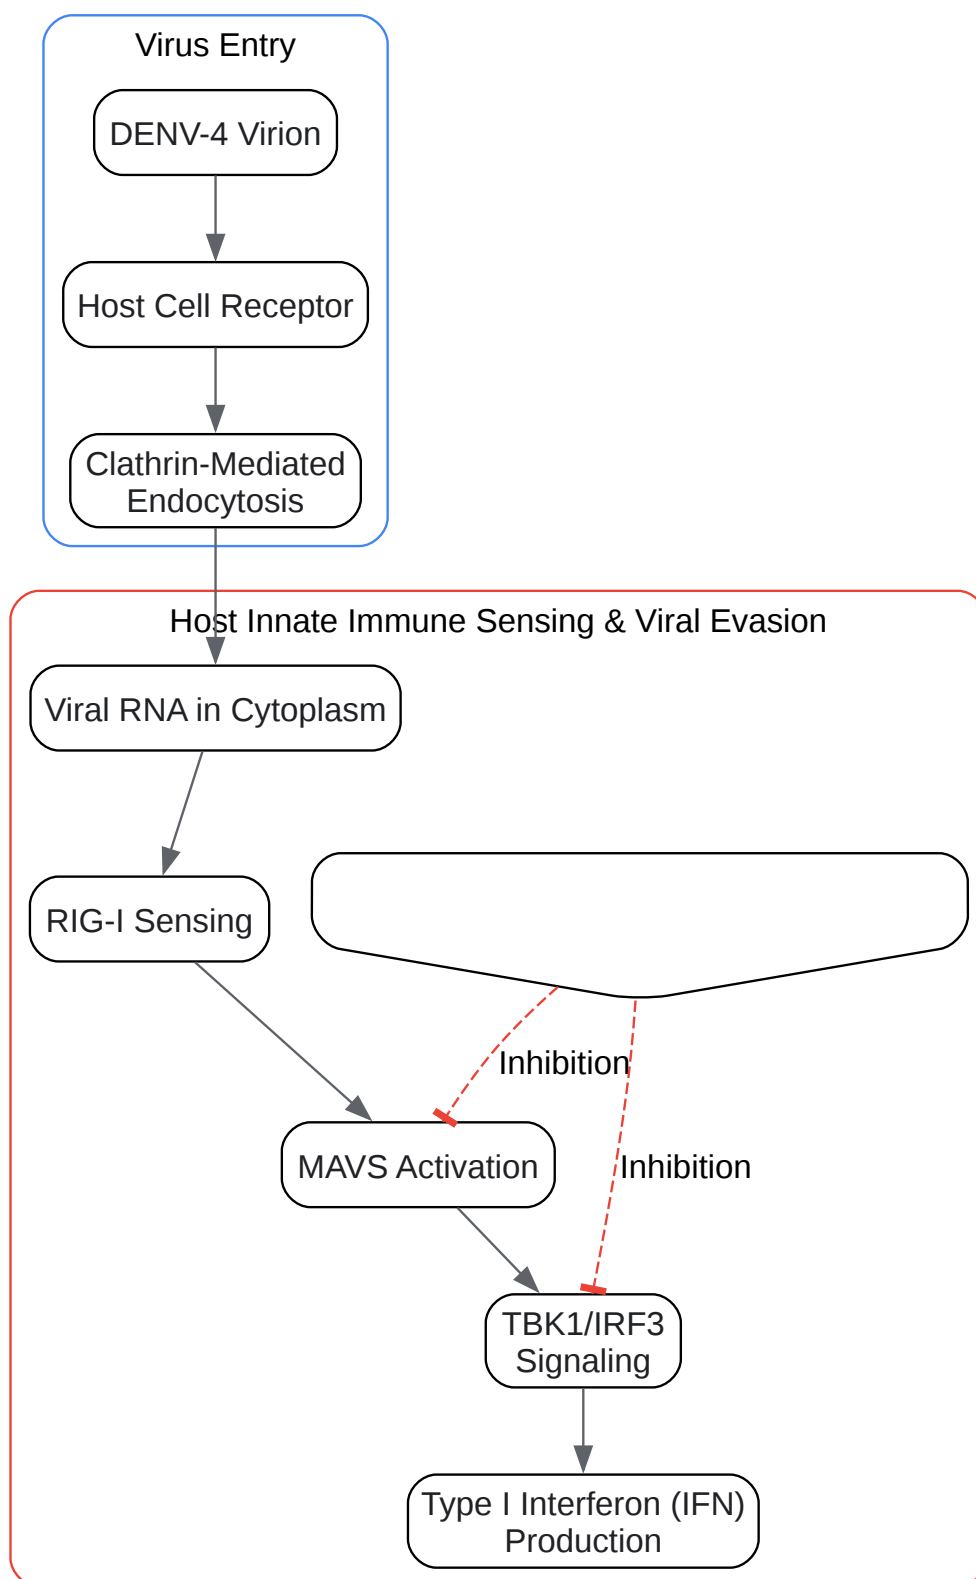 Virus Entry
DENV-4 Virion
Host Cell Receptor
Clathrin-Mediated
Endocytosis
Host Innate Immune Sensing & Viral Evasion
Viral RNA in Cytoplasm
RIG-I Sensing
Inhibition
MAVS Activation
Inhibition
TBK1/IRF3
Signaling
Type I Interferon (IFN)
Production